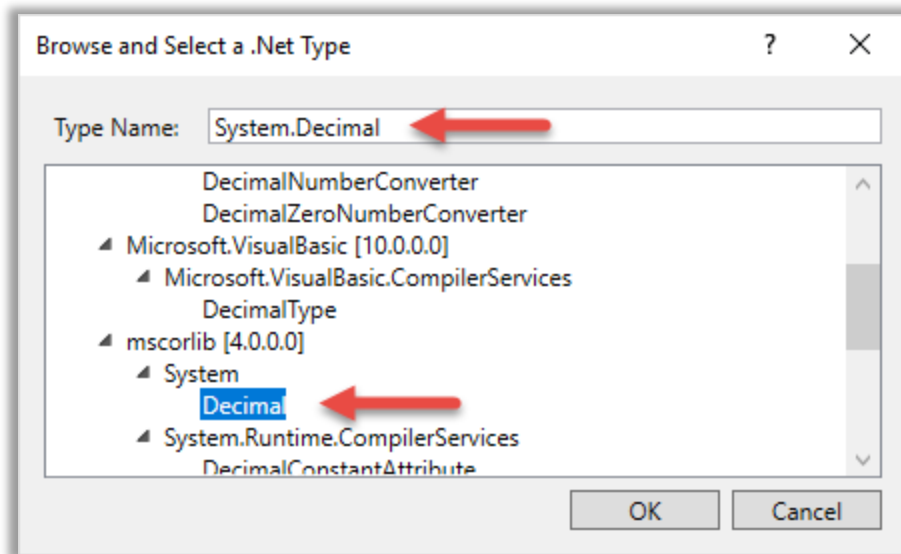 Browse and Select a .Net Type ? ×
Type Name: System.Decimal
DecimalNumberConverter
DecimalZeroNumberConverter
Microsoft.VisualBasic [10.0.0.0]
Microsoft.VisualBasic.CompilerServices
DecimalType
mscorlib [4.0.0.0]
System
Decimal
System.Runtime.CompilerServices
DecimalConstantAttribute
OK Cancel